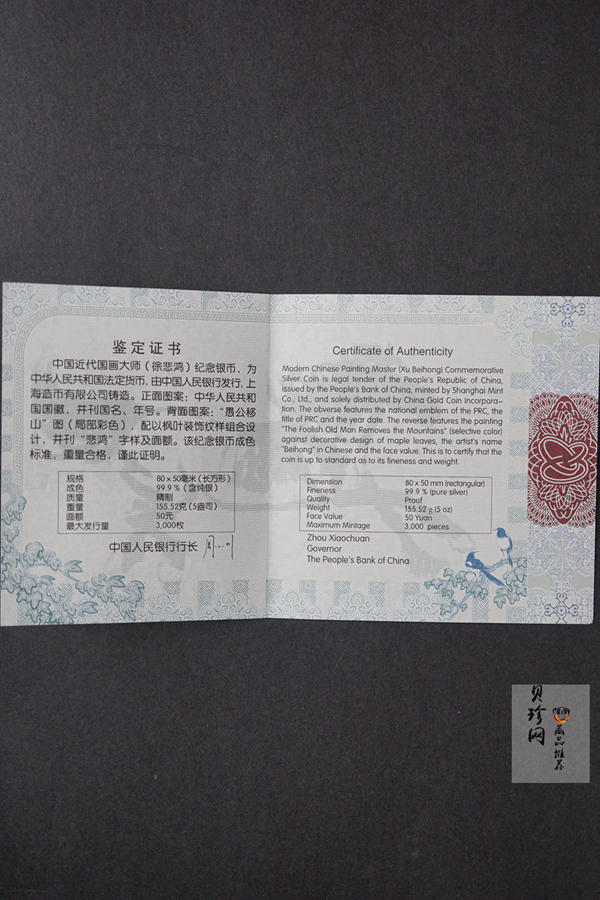 鉴定证书
中国近代国画大师（徐悲鸿）纪念银币，为
中华人民共和国法定货币，由中国人民银行发行，上
海造币有限公司铸造。正面图案：中华人民共和
国国徽，并刊国名、年号。背面图案：“愚公移
山”图（局部彩色），配以枫叶装饰纹样组合设
计，并刊“悲鸿”字样及面额。该纪念银币成色
标准，重量合格，谨此证明。
规格 80 x 50毫米（长方形）
成色 99.9 %（含纯银）
质量 精制
重量 155.52克（5盎司）
面额 50元
最大发行量 3,000枚
中国人民银行行长
Certificate of Authenticity
Modern Chinese Painting Master (Xu Beihong) Commemorative
Silver Coin is legal tender of the People's Republic of China,
issued by the People's Bank of China, minted by Shanghai Mint
Co., Ltd., and solely distributed by China Gold Coin Incorpora-
tion. The obverse features the national emblem of the PRC, the
title of PRC and the year date. The reverse features the painting
"The Foolish Old Man Removes the Mountains" (selective color)
against decorative design of maple leaves, the artist's name
"Beihong" in Chinese and the face value. This is to certify that the
coin is up to standard as to its fineness and weight.
Dimension 80 x 50 mm (rectangular)
Fineness 99.9 % (pure silver)
Quality Proof
Weight 155.52 g (5 oz)
Face Value 50 Yuan
Maximum Mintage 3,000 pieces
Zhou Xiaochuan
Governor
The People's Bank of China
贝珍网
藏品推荐